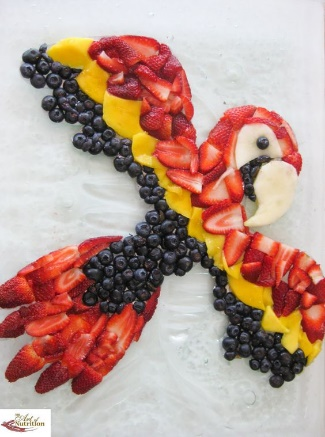 the Art of
Nutrition